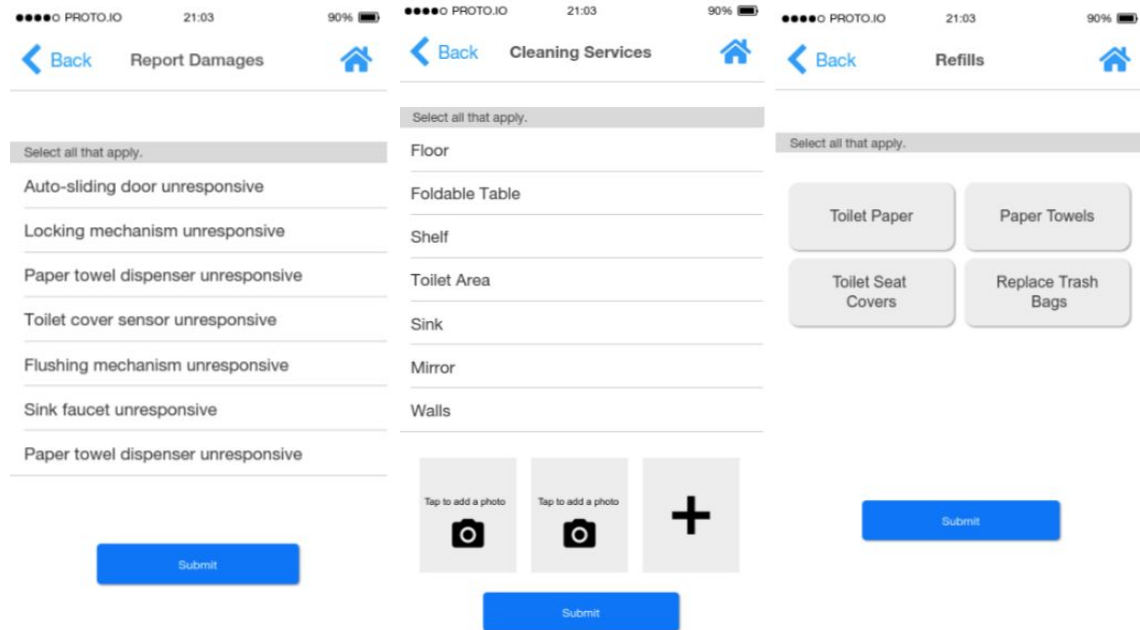 PROTO.IO 21:03 90%
Back Report Damages
Select all that apply.
Auto-sliding door unresponsive
Locking mechanism unresponsive
Paper towel dispenser unresponsive
Toilet cover sensor unresponsive
Flushing mechanism unresponsive
Sink faucet unresponsive
Paper towel dispenser unresponsive
Submit
PROTO.IO 21:03 90%
Back Cleaning Services
Select all that apply.
Floor
Foldable Table
Shelf
Toilet Area
Sink
Mirror
Walls
Tap to add a photo Tap to add a photo
Submit
PROTO.IO 21:03 90%
Back Refills
Select all that apply.
Toilet Paper Paper Towels
Toilet Seat
Covers
Replace Trash
Bags
Submit